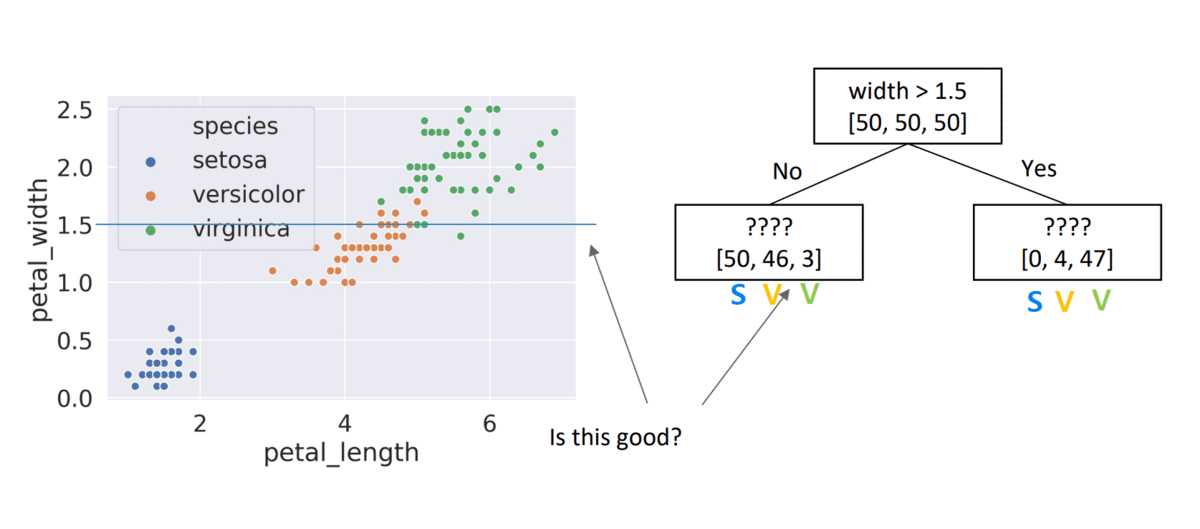 2.5
2.0
1.5
1.0
0.5
0.0
petal_width
species
setosa
versicolor
virginica
2 4 6
petal_length
width > 1.5
[50, 50, 50]
No
Yes
????
[50, 46, 3]
S V V
????
[0, 4, 47]
S V V
Is this good?